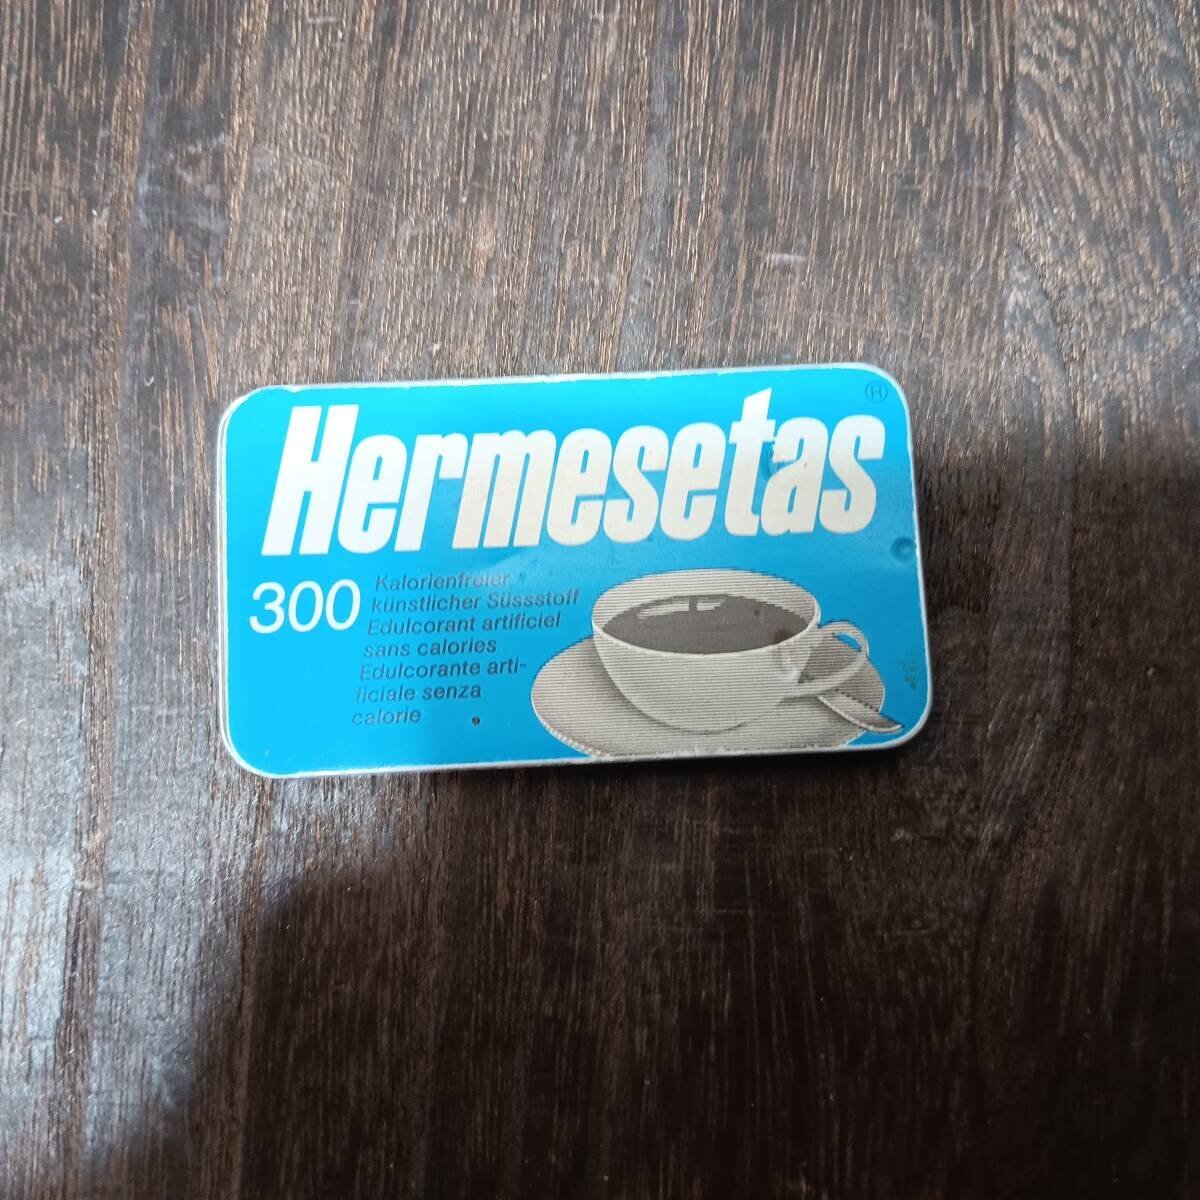 Hermesetas ®
300
Kalorienfreier
künstlicher Süssstoff
Edulcorant artificiel
sans calories
Edulcorante arti-
ficiale senza
calorie